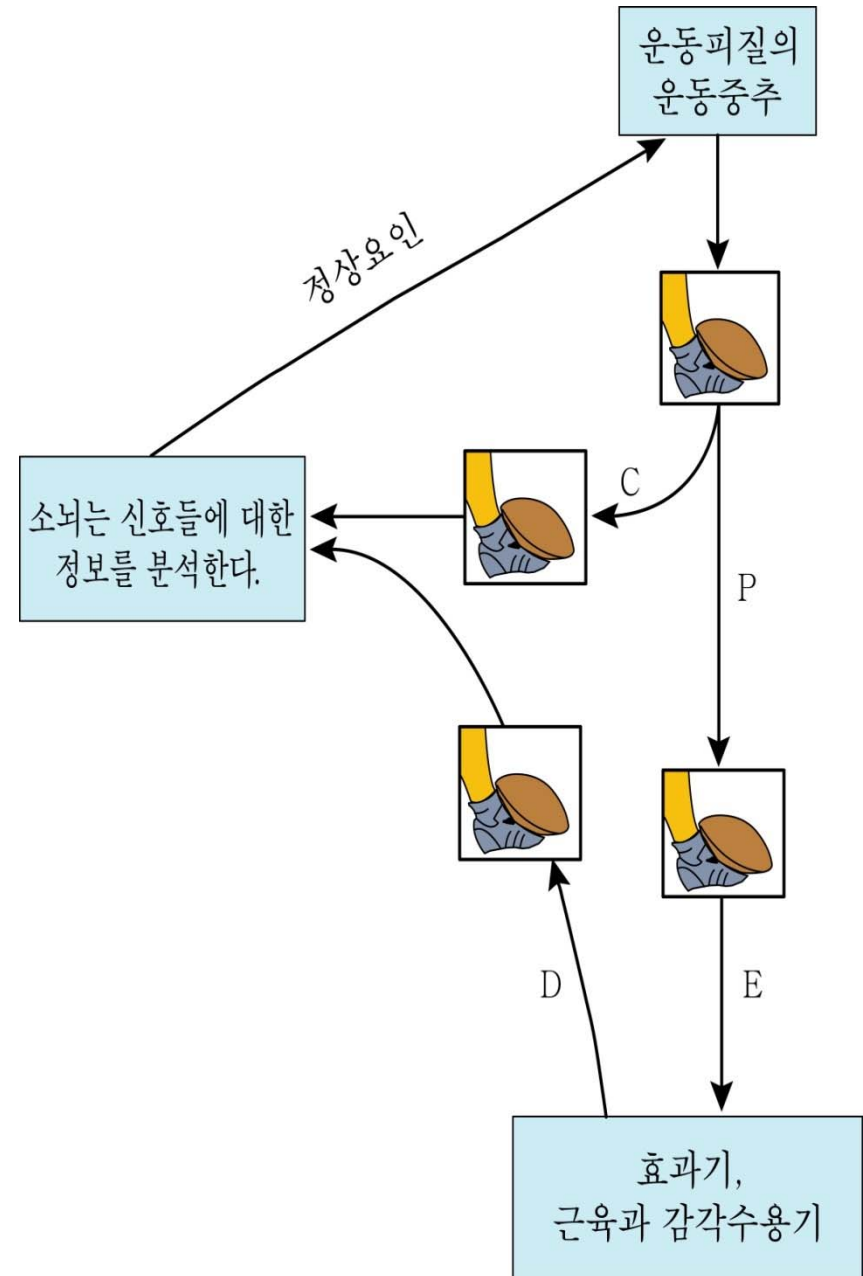 운동피질의
운동중추
정상요인
C
소뇌는 신호들에 대한
정보를 분석한다.
P
D
E
효과기,
근육과 감각수용기